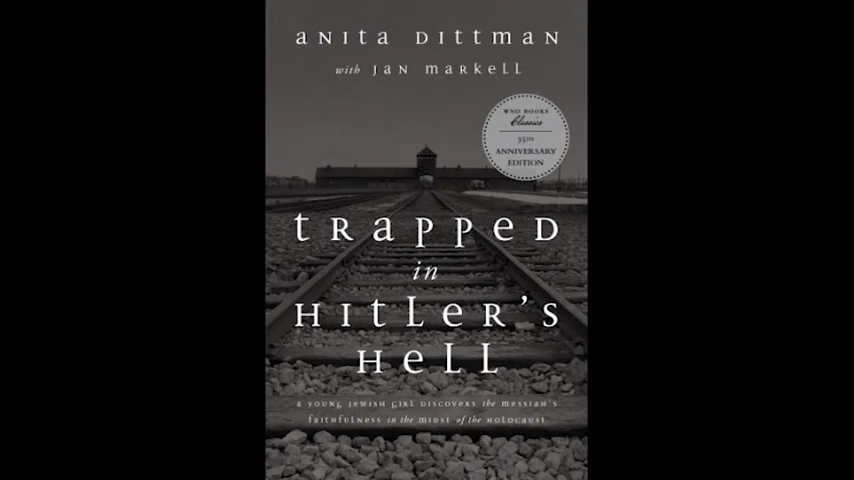 anita Dittman
with Jan markell
WND BOOKS
Classics
35TH
ANNIVERSARY
EDITION
trapped
in
Hitler's
Hell
a young jewish girl discovers the messiah's
faithfulness in the midst of the holocaust